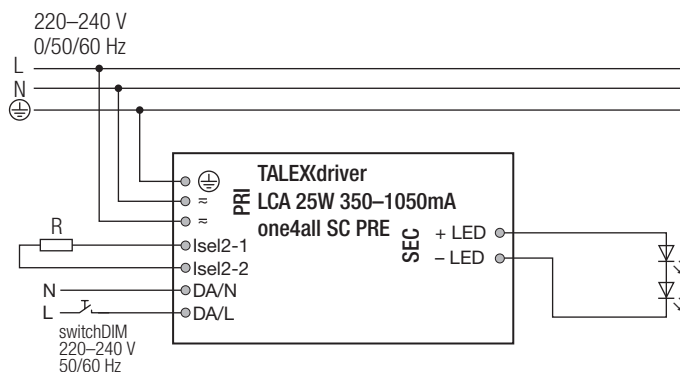 220–240 V
0/50/60 Hz
L
N
TALEXXdriver
LCA 25W 350–1050mA
one4all SC PRE
PRI
≈
≈
SEC
+ LED
– LED
R
Isel2-1
Isel2-2
N
DA/N
L
DA/L
switchDIM
220–240 V
50/60 Hz